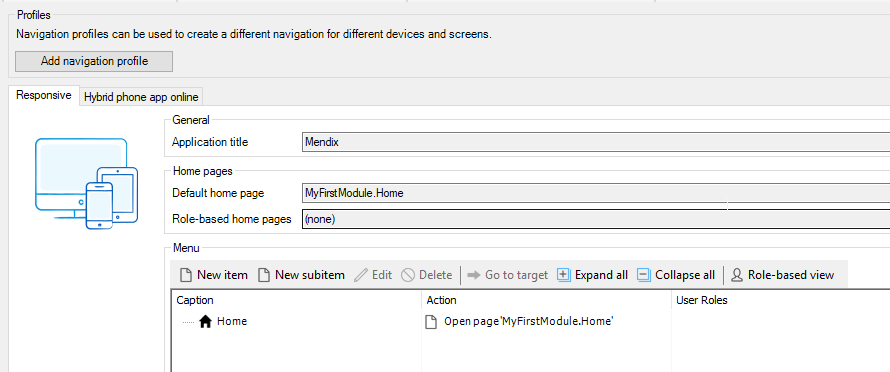 Profiles
Navigation profiles can be used to create a different navigation for different devices and screens.
Add navigation profile
Responsive Hybrid phone app online
General
Application title Mendix
Home pages
Default home page MyFirstModule.Home
Role-based home pages (none)
Menu
New item New subitem Edit Delete Go to target Expand all Collapse all Role-based view
Caption Action User Roles
Home Open page'MyFirstModule.Home'